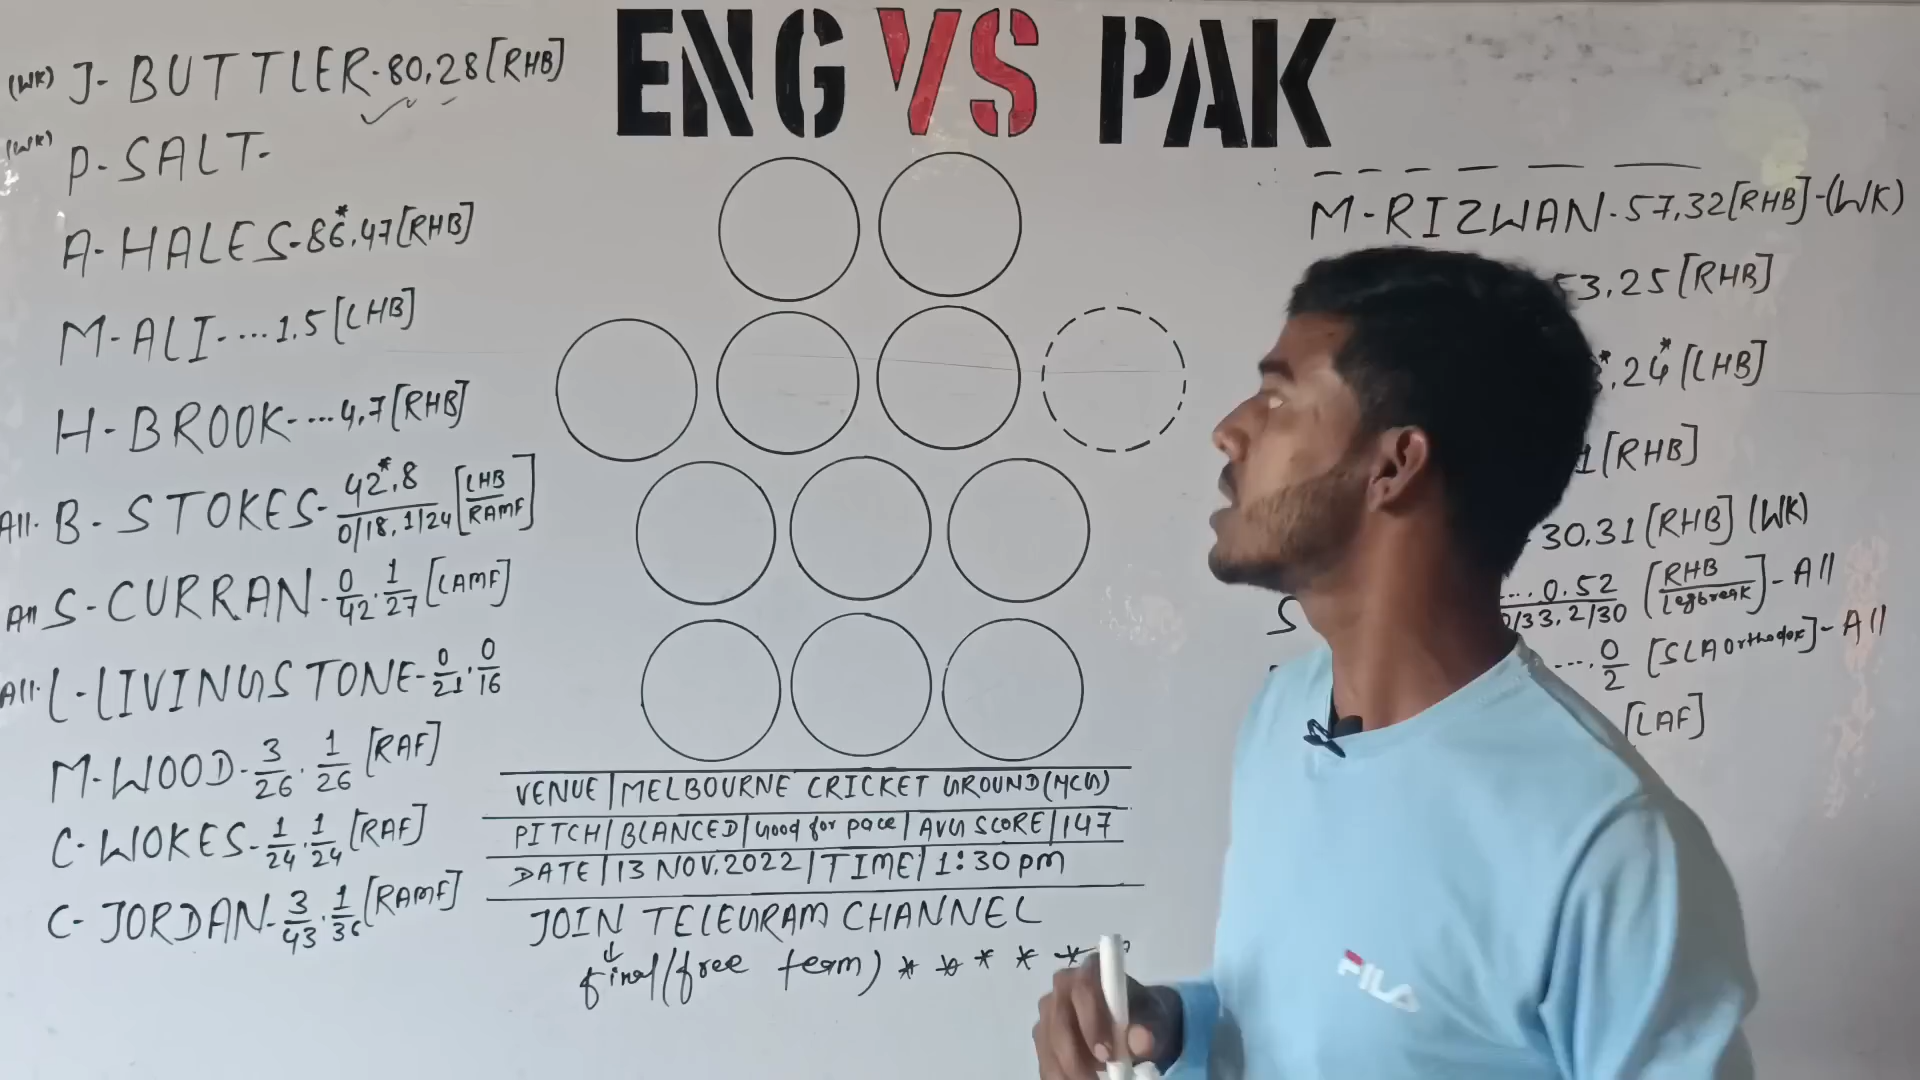 ENG VS PAK
(WK) J- BUTTLER-80,28 [RHB]
(WK) P-SALT-
A-HALES-86*,47 [RHB]
M-ALI-...1,5 [LHB]
H-BROOK-...4,7 [RHB]
All- B-STOKES- 42*,8 / 0/18, 1/24 [LHB / RAMF]
All S-CURRAN- 0/42, 1/27 [LAMF]
All- L-LIVINGSTONE- 0/21, 0/16
M-WOOD- 3/26, 1/26 [RAF]
C-WOKES- 1/24, 1/24 [RAF]
C-JORDAN- 3/43, 1/36 [RAMF]
VENUE | MELBOURNE CRICKET GROUND (MCG)
PITCH | BLANCED | Good for pace | AVG SCORE | 147
DATE | 13 NOV,2022 | TIME | 1:30 pm
JOIN TELEGRAM CHANNEL
↓
final (free team) * * * * *
M-RIZWAN-57,32 [RHB]-(WK)
53,25 [RHB]
*,24* [LHB]
1 [RHB]
30,31 [RHB] (WK)
S ...0,52 /33, 2/30 [RHB / legbreak]-All
... 0/2 [SLA orthodox]-All
[LAF]
FILA